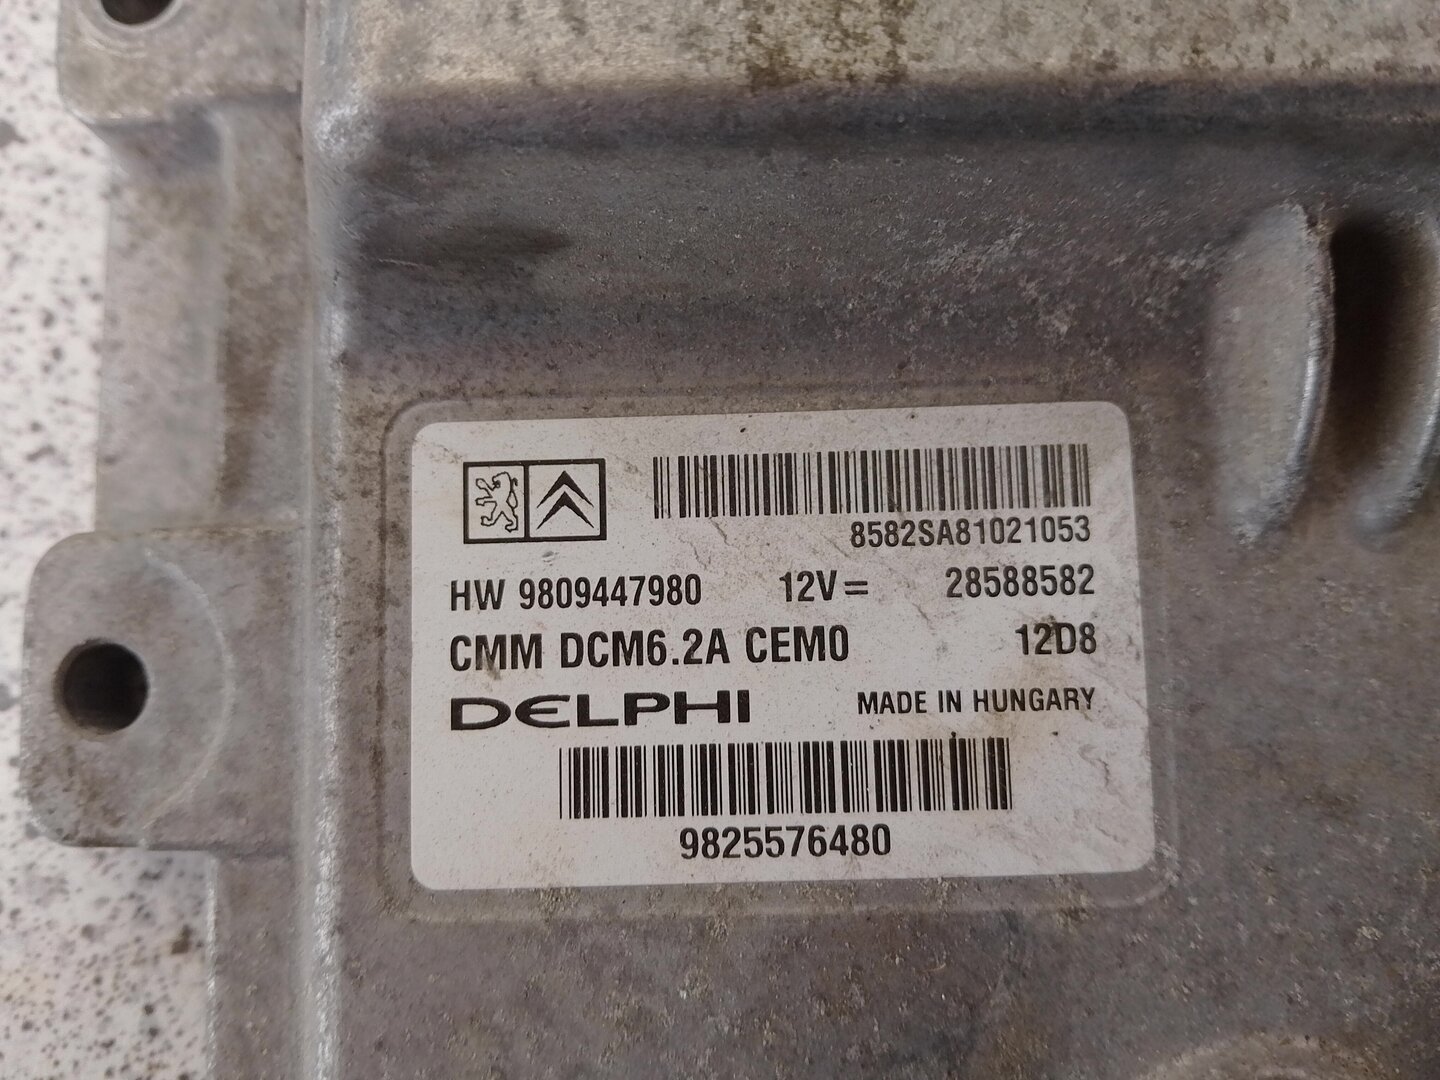 8582SA81021053
HW 9809447980 12V= 28588582
CMM DCM6.2A CEM0 12D8
DELPHI MADE IN HUNGARY
9825576480